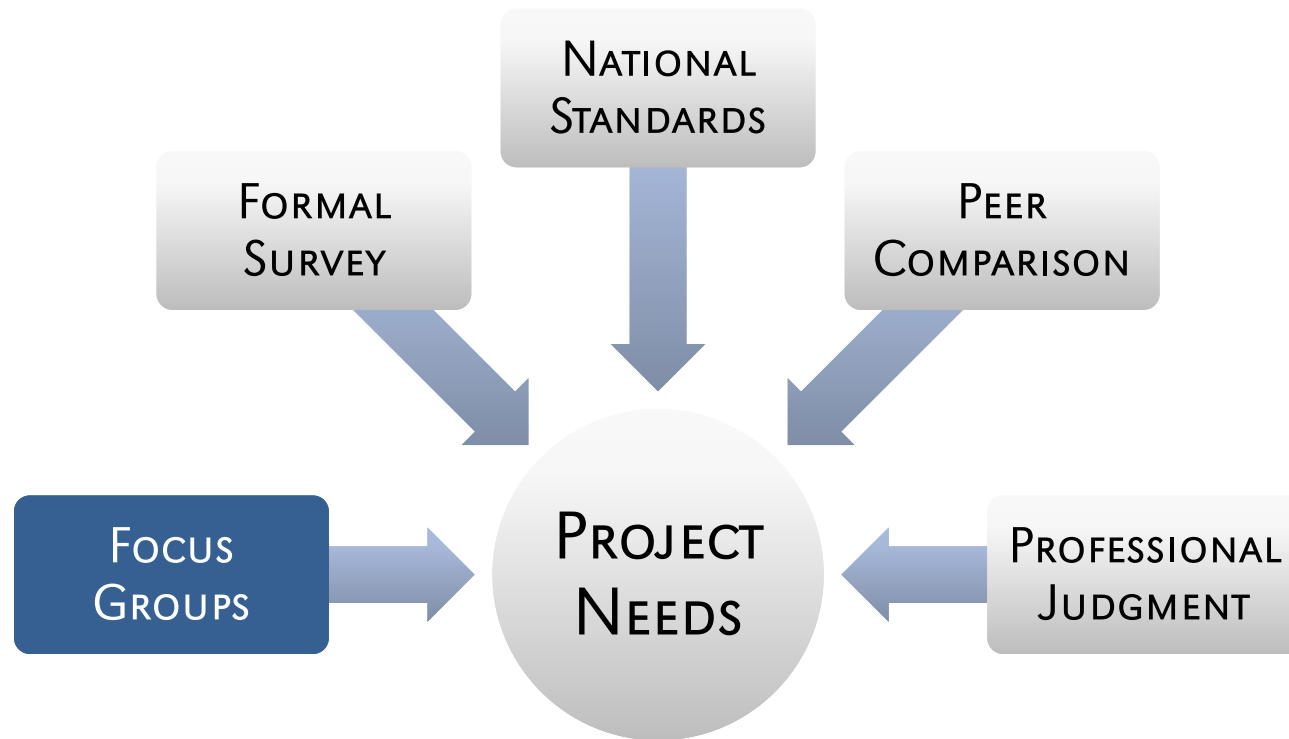 NATIONAL
STANDARDS
FORMAL
SURVEY
PEER
COMPARISON
FOCUS
GROUPS
PROJECT
NEEDS
PROFESSIONAL
JUDGMENT